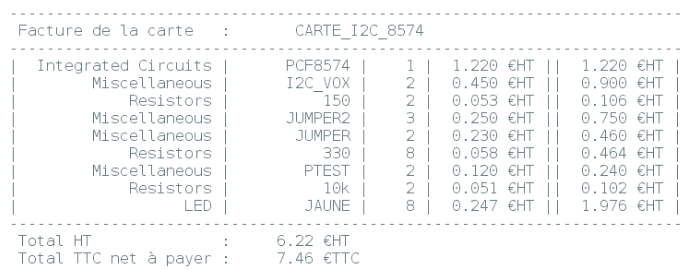 Facture de la carte : CARTE_I2C_8574
| Integrated Circuits | PCF8574 | 1 | 1.220 €HT || 1.220 €HT |
| Miscellaneous | I2C_VOX | 2 | 0.450 €HT || 0.900 €HT |
| Resistors | 150 | 2 | 0.053 €HT || 0.106 €HT |
| Miscellaneous | JUMPER2 | 3 | 0.250 €HT || 0.750 €HT |
| Miscellaneous | JUMPER | 2 | 0.230 €HT || 0.460 €HT |
| Resistors | 330 | 8 | 0.058 €HT || 0.464 €HT |
| Miscellaneous | PTEST | 2 | 0.120 €HT || 0.240 €HT |
| Resistors | 10k | 2 | 0.051 €HT || 0.102 €HT |
| LED | JAUNE | 8 | 0.247 €HT || 1.976 €HT |
Total HT : 6.22 €HT
Total TTC net à payer : 7.46 €TTC